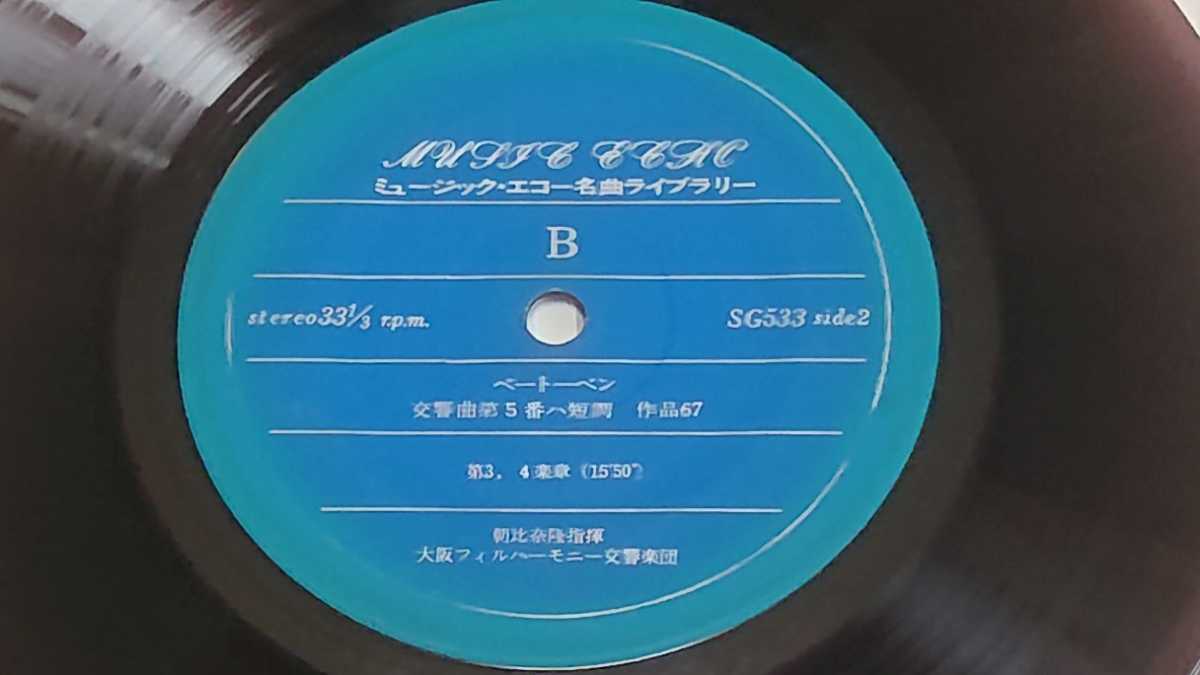 MUSIC ECHO
ミュージック・エコー名曲ライブラリー
B
stereo 33⅓ r.p.m.
SG533 side2
ベートーベン
交響曲第5番ハ短調 作品67
第3，4楽章（15'50"）
朝比奈隆指揮
大阪フィルハーモニー交響楽団